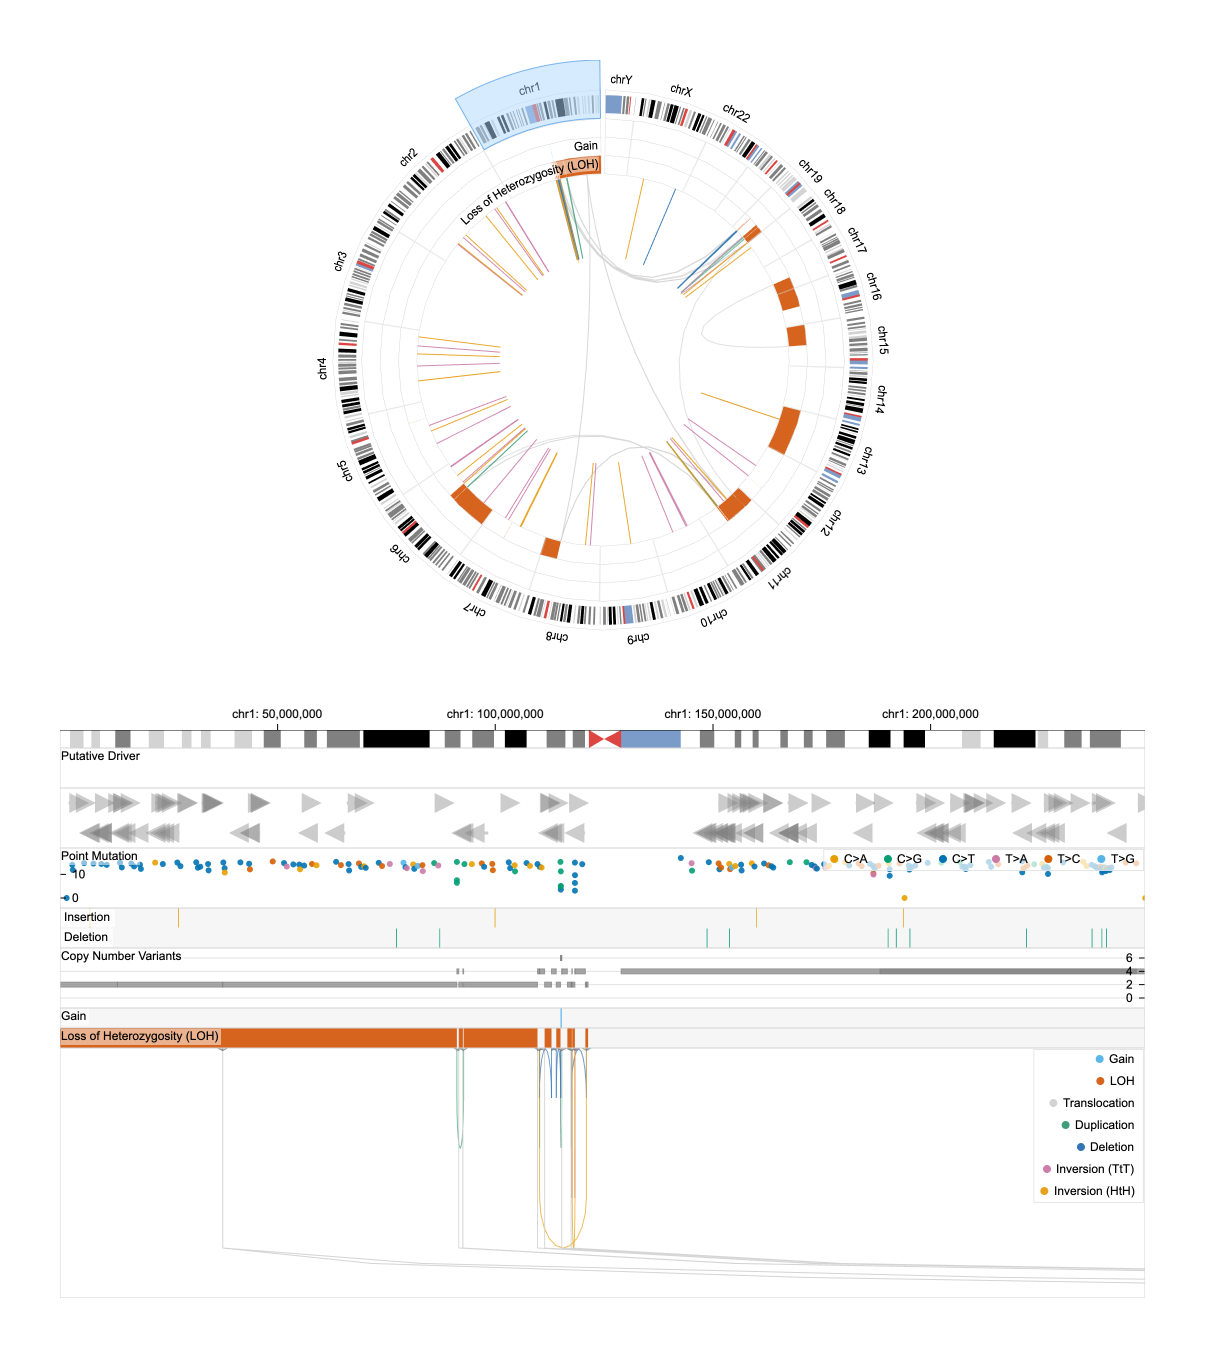 chr1
chrY
chrX
chr22
chr19
chr18
chr17
chr16
chr15
chr14
chr13
chr12
chr11
chr10
chr9
chr8
chr7
chr6
chr5
chr4
chr3
chr2
Gain
Loss of Heterozygosity (LOH)
chr1: 50,000,000 chr1: 100,000,000 chr1: 150,000,000 chr1: 200,000,000
Putative Driver
Point Mutation
C>A C>G C>T T>A T>C T>G
10
0
Insertion
Deletion
Copy Number Variants
6
4
2
0
Gain
Loss of Heterozygosity (LOH)
Gain
LOH
Translocation
Duplication
Deletion
Inversion (TtT)
Inversion (HtH)